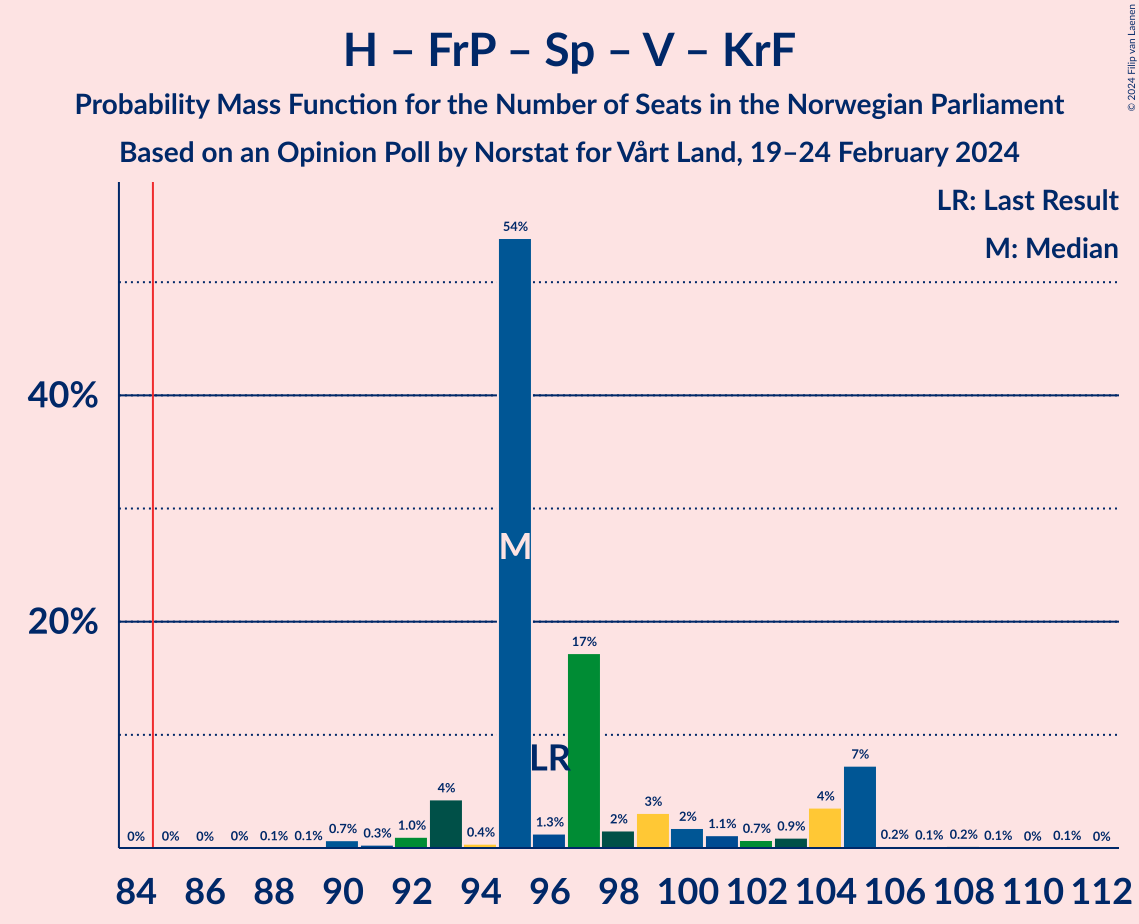 H – FrP – Sp – V – KrF
Probability Mass Function for the Number of Seats in the Norwegian Parliament
Based on an Opinion Poll by Norstat for Vårt Land, 19–24 February 2024
© 2024 Filip van Laenen
LR: Last Result
M: Median
54%
40%
M
20%
17%
LR
7%
4%
4%
3%
0% 0% 0% 0% 0.1% 0.1% 0.7% 0.3% 1.0% 0.4% 1.3% 2% 2% 1.1% 0.7% 0.9% 0.2% 0.1% 0.2% 0.1% 0% 0.1% 0%
84 86 88 90 92 94 96 98 100 102 104 106 108 110 112